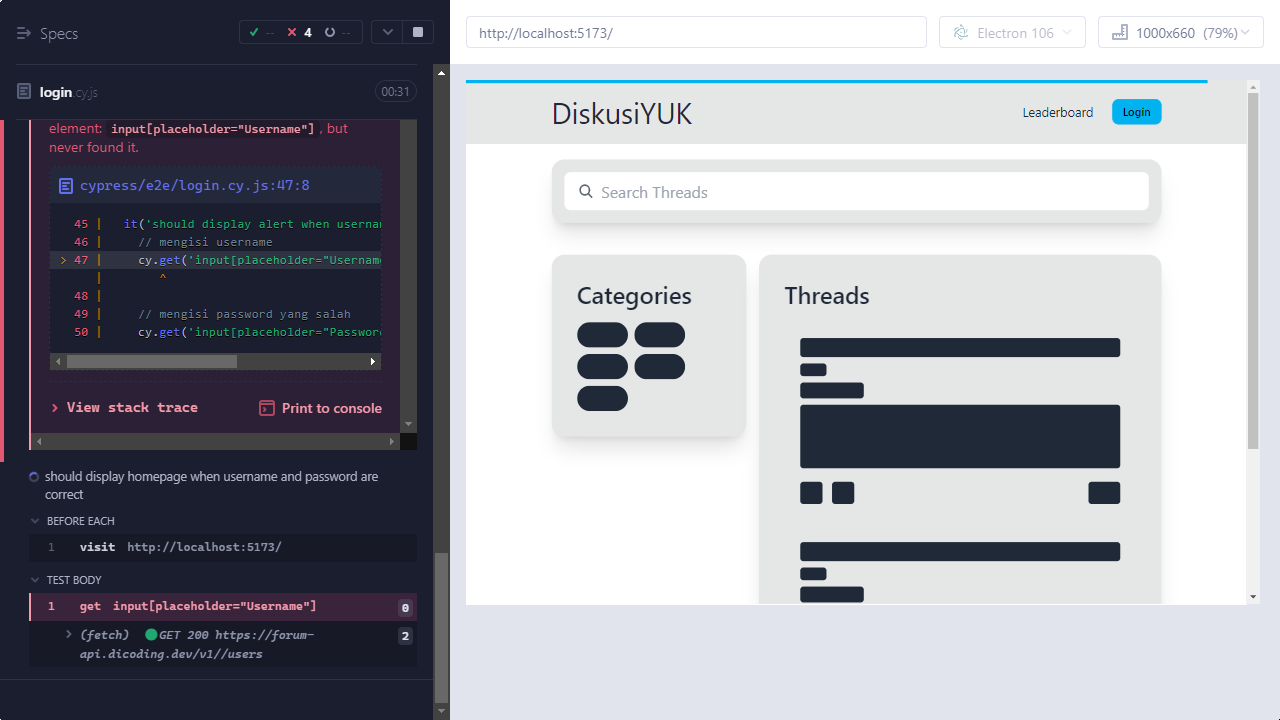 Specs
-- 4 --
login cy.js
00:31
element: input[placeholder="Username"] , but
never found it.
cypress/e2e/login.cy.js:47:8
45 | it('should display alert when usernam
46 | // mengisi username
> 47 | cy.get('input[placeholder="Username
| ^
48 |
49 | // mengisi password yang salah
50 | cy.get('input[placeholder="Password
View stack trace
Print to console
should display homepage when username and password are
correct
BEFORE EACH
1 visit http://localhost:5173/
TEST BODY
1 get input[placeholder="Username"] 0
(fetch) GET 200 https://forum-
api.dicoding.dev/v1//users
2
http://localhost:5173/
Electron 106
1000x660 (79%)
DiskusiYUK
Leaderboard
Login
Search Threads
Categories
Threads